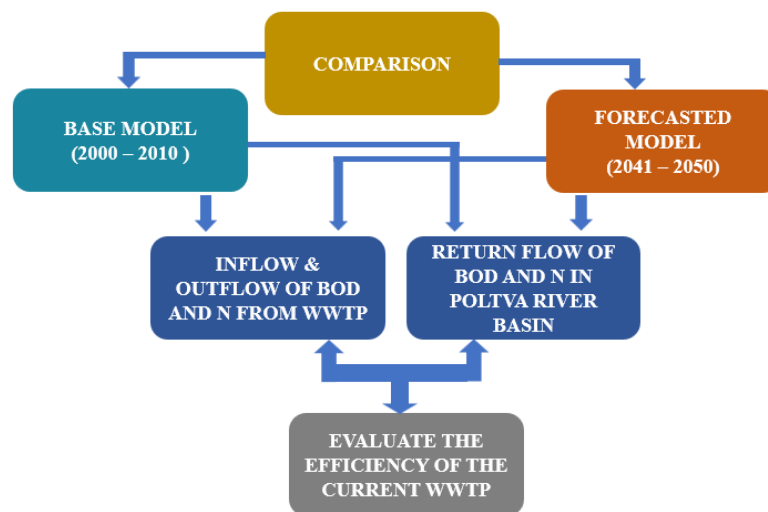 COMPARISON
BASE MODEL
(2000 – 2010 )
FORECASTED
MODEL
(2041 – 2050)
INFLOW &
OUTFLOW OF BOD
AND N FROM WWTP
RETURN FLOW OF
BOD AND N IN
POLTVA RIVER
BASIN
EVALUATE THE
EFFICIENCY OF THE
CURRENT WWTP